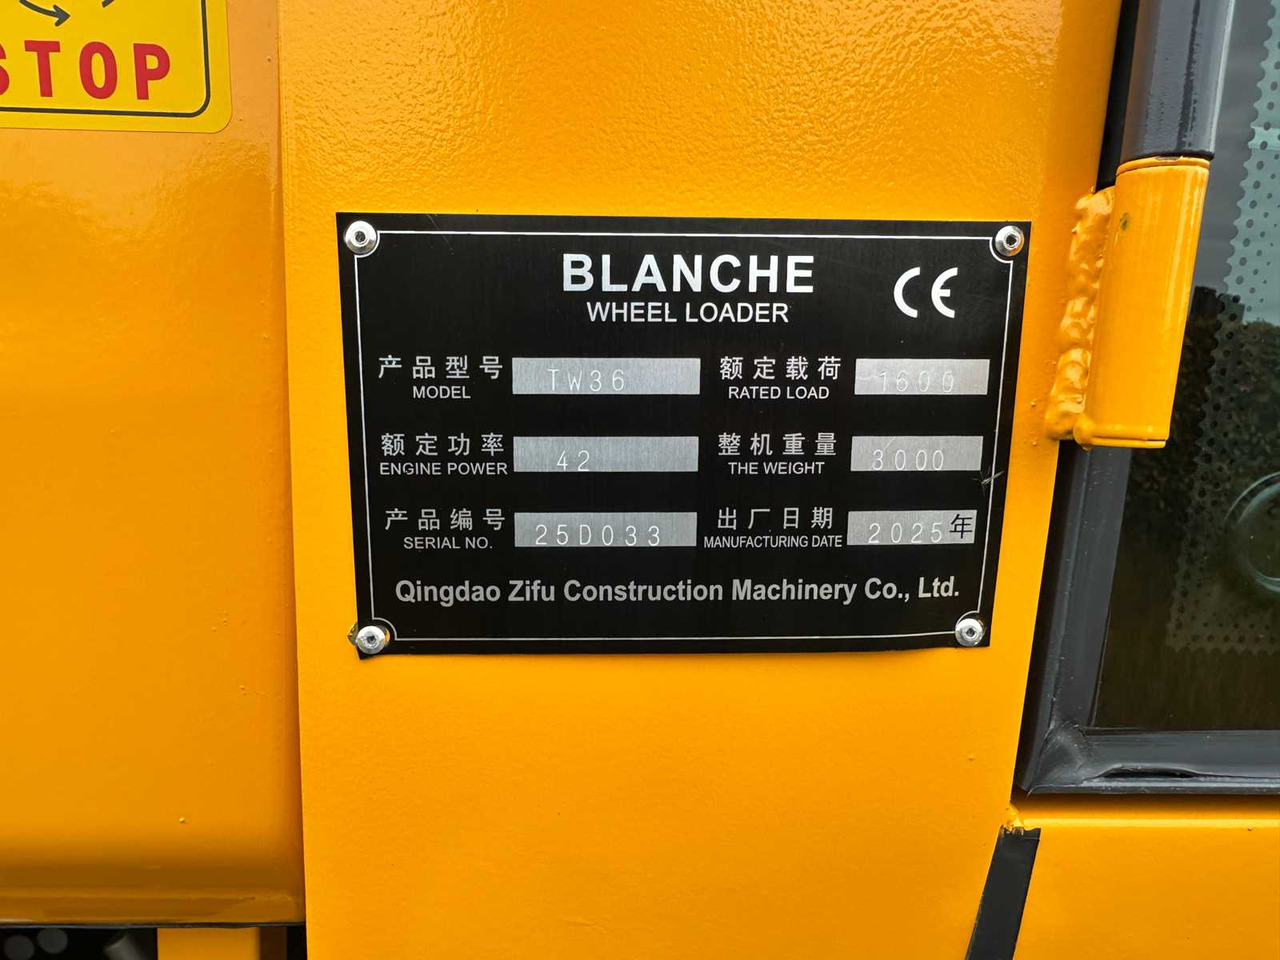 STOP
BLANCHE
WHEEL LOADER
CE
产品型号 TW36 额定载荷 1600
MODEL RATED LOAD
额定功率 42 整机重量 3000
ENGINE POWER THE WEIGHT
产品编号 25D033 出厂日期 2025年
SERIAL NO. MANUFACTURING DATE
Qingdao Zifu Construction Machinery Co., Ltd.